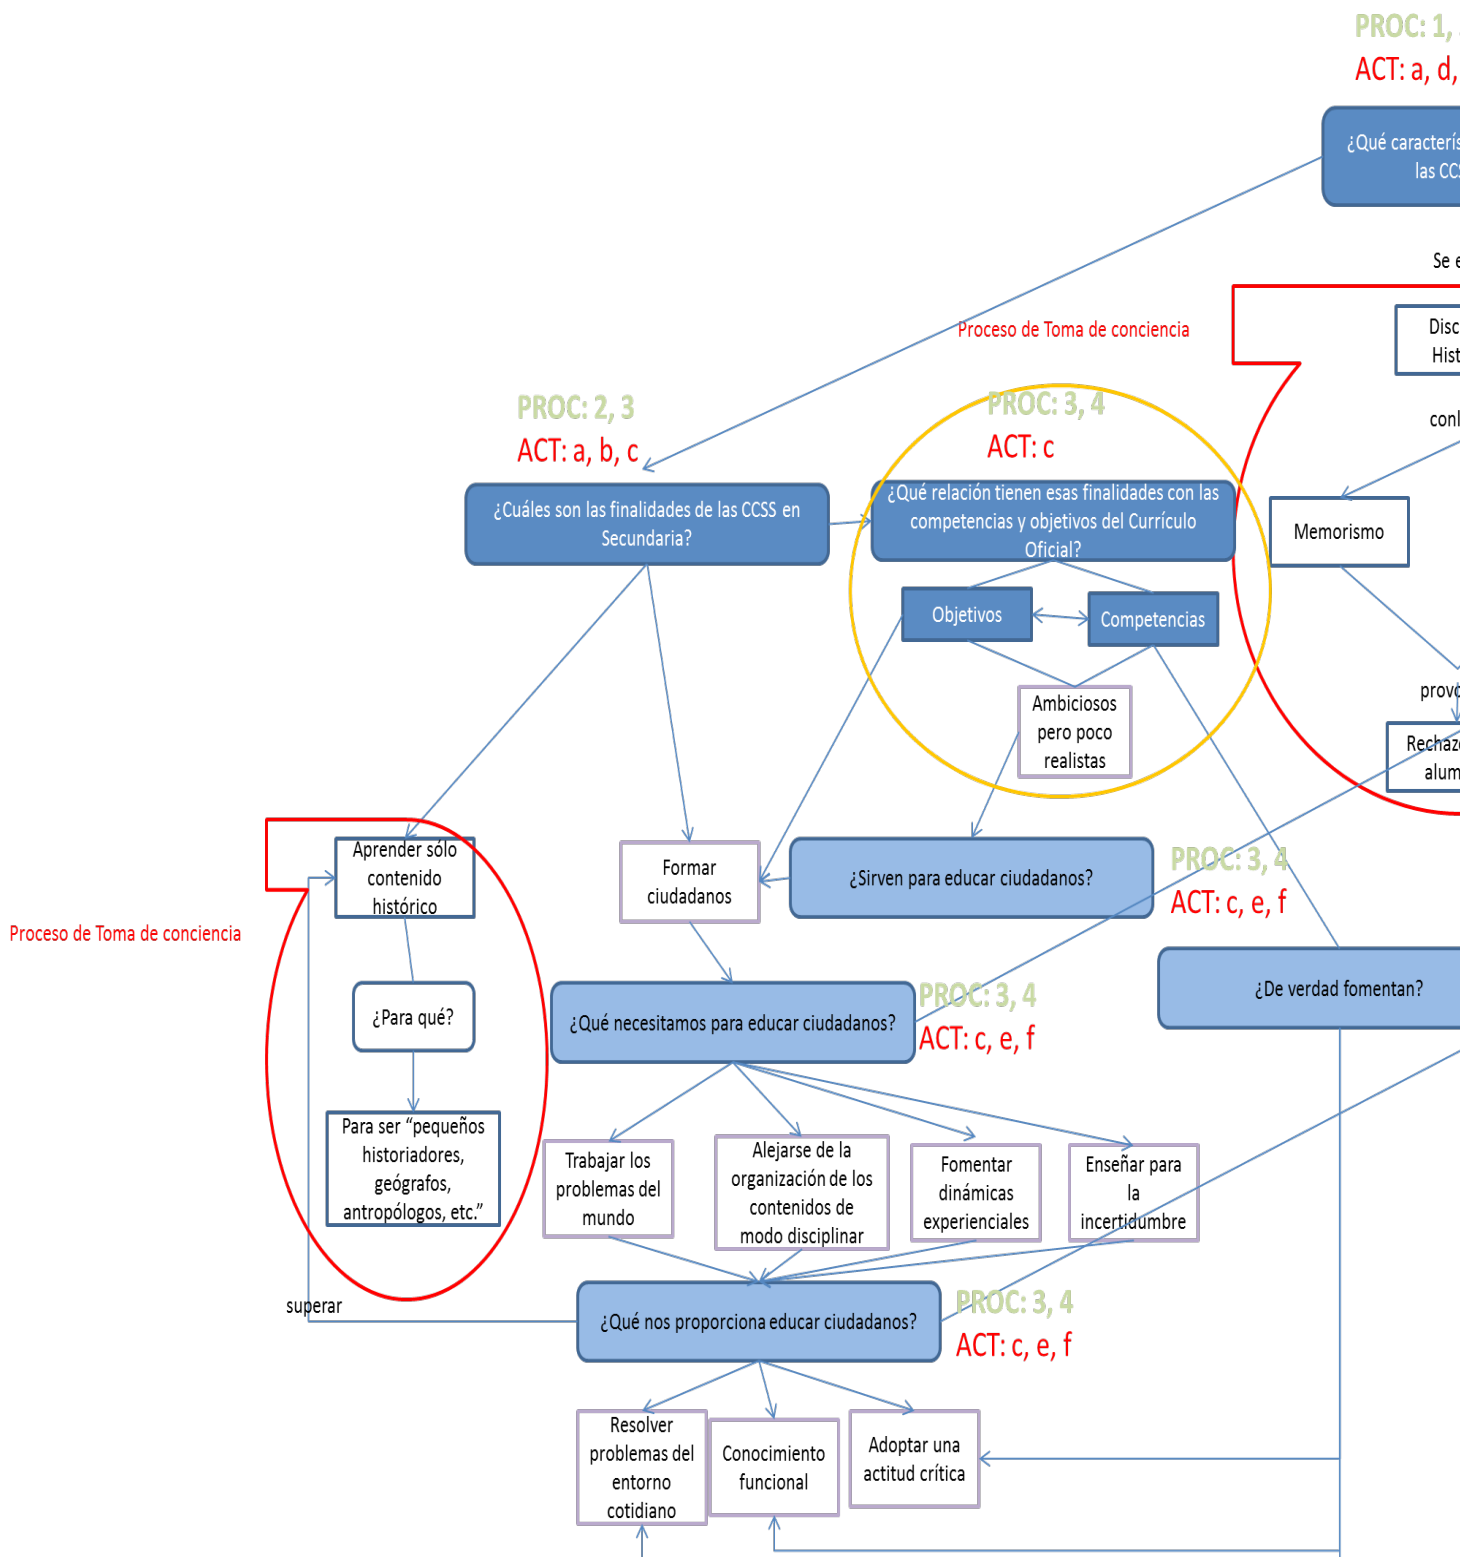 PROC: 1,
ACT: a, d,
¿Qué caracterís
las CCS
Se e
Proceso de Toma de conciencia
Disc
Hist
PROC: 2, 3
ACT: a, b, c
PROC: 3, 4
ACT: c
conl
¿Cuáles son las finalidades de las CCSS en
Secundaria?
¿Qué relación tienen esas finalidades con las
competencias y objetivos del Currículo
Oficial?
Memorismo
Objetivos
Competencias
Ambiciosos
pero poco
realistas
provo
Rechazo
alum
Aprender sólo
contenido
histórico
Formar
ciudadanos
¿Sirven para educar ciudadanos?
PROC: 3, 4
ACT: c, e, f
Proceso de Toma de conciencia
¿Para qué?
¿Qué necesitamos para educar ciudadanos?
PROC: 3, 4
ACT: c, e, f
¿De verdad fomentan?
Para ser “pequeños
historiadores,
geógrafos,
antropólogos, etc.”
Trabajar los
problemas del
mundo
Alejarse de la
organización de los
contenidos de
modo disciplinar
Fomentar
dinámicas
experienciales
Enseñar para
la
incertidumbre
superar
¿Qué nos proporciona educar ciudadanos?
PROC: 3, 4
ACT: c, e, f
Resolver
problemas del
entorno
cotidiano
Conocimiento
funcional
Adoptar una
actitud crítica